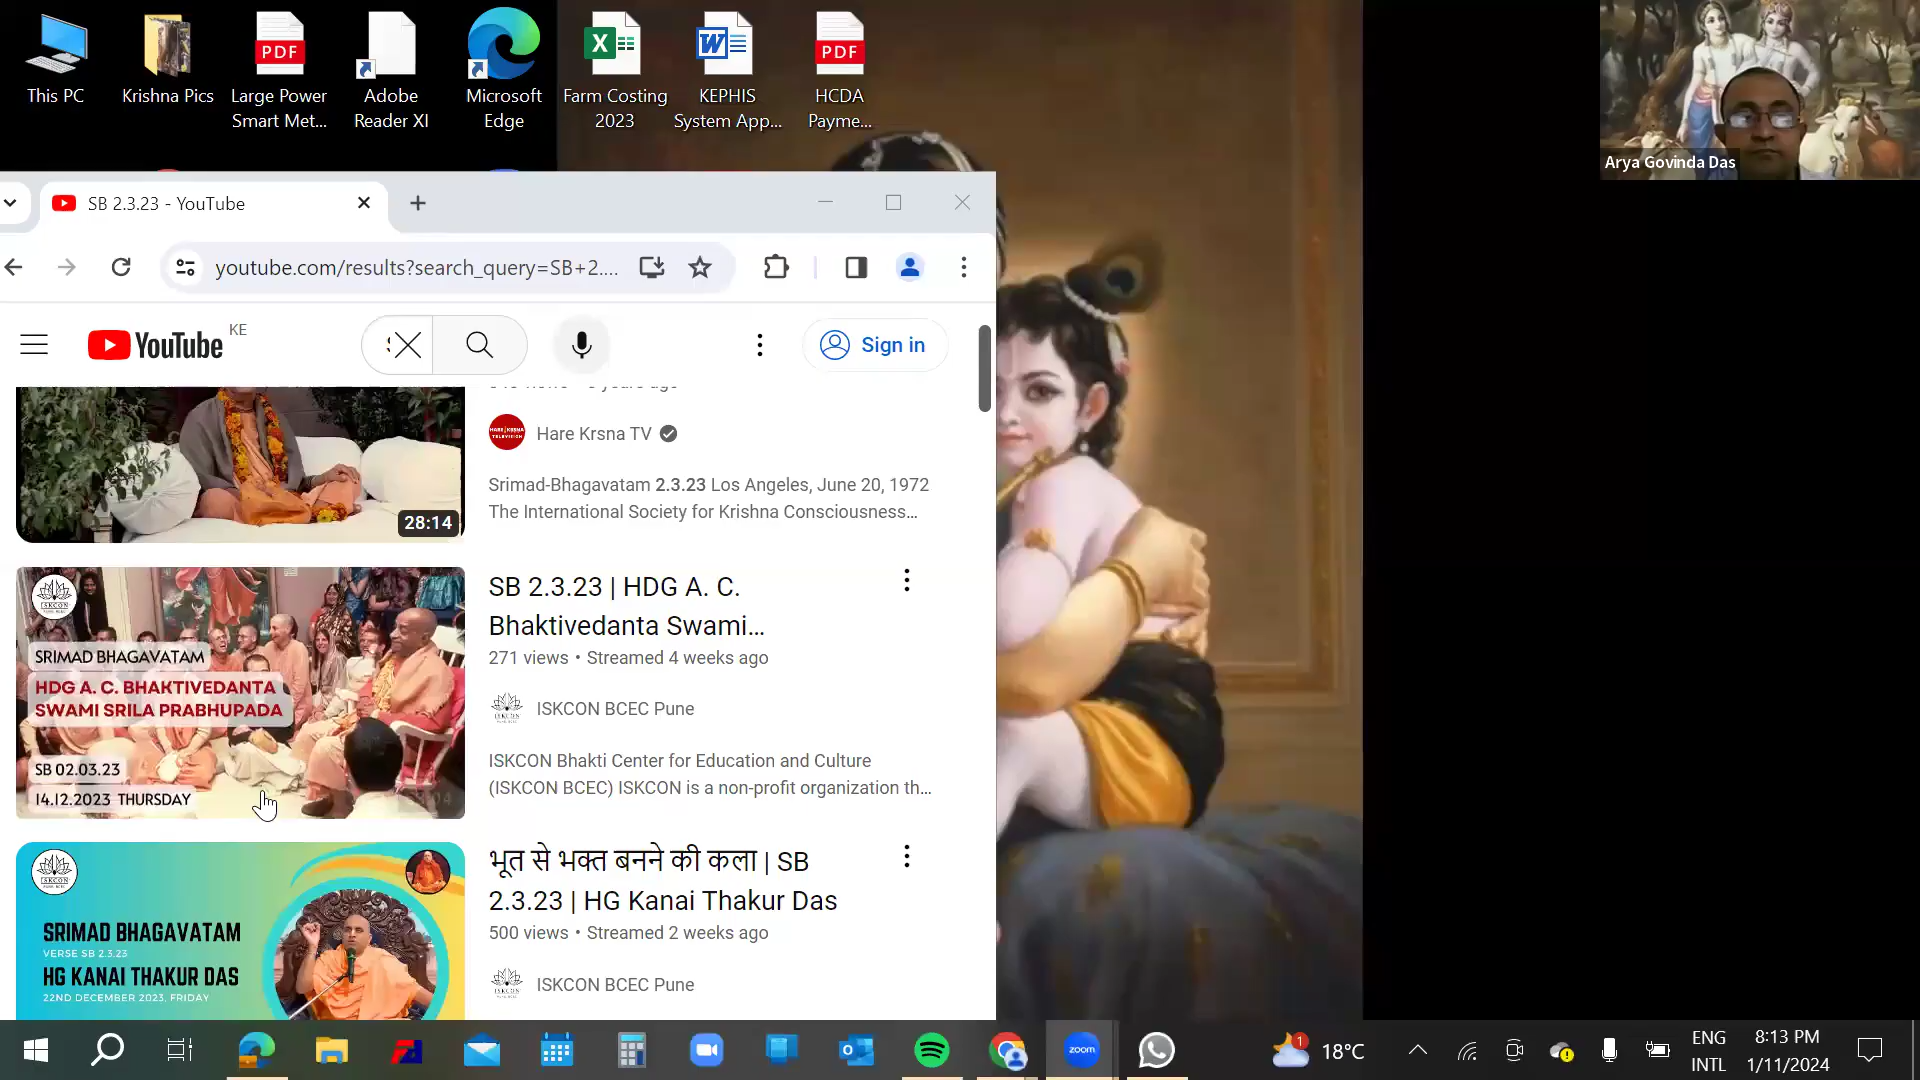 This PC
Krishna Pics
Large Power
Smart Met...
Adobe
Reader XI
Microsoft
Edge
Farm Costing
2023
KEPHIS
System App...
HCDA
Payme...
PDF
PDF
Arya Govinda Das
SB 2.3.23 - YouTube
youtube.com/results?search_query=SB+2....
YouTube KE
Sign in
28:14
Hare Krsna TV
Srimad-Bhagavatam 2.3.23 Los Angeles, June 20, 1972
The International Society for Krishna Consciousness...
ISKCON
SRIMAD BHAGAVATAM
HDG A. C. BHAKTIVEDANTA
SWAMI SRILA PRABHUPADA
SB 02.03.23
14.12.2023 THURSDAY
SB 2.3.23 | HDG A. C.
Bhaktivedanta Swami...
271 views • Streamed 4 weeks ago
ISKCON BCEC Pune
ISKCON Bhakti Center for Education and Culture
(ISKCON BCEC) ISKCON is a non-profit organization th...
ISKCON
SRIMAD BHAGAVATAM
VERSE SB 2.3.23
HG KANAI THAKUR DAS
22ND DECEMBER 2023, FRIDAY
भूत से भक्त बनने की कला | SB
2.3.23 | HG Kanai Thakur Das
500 views • Streamed 2 weeks ago
ISKCON BCEC Pune
zoom
1
18°C
ENG
INTL
8:13 PM
1/11/2024